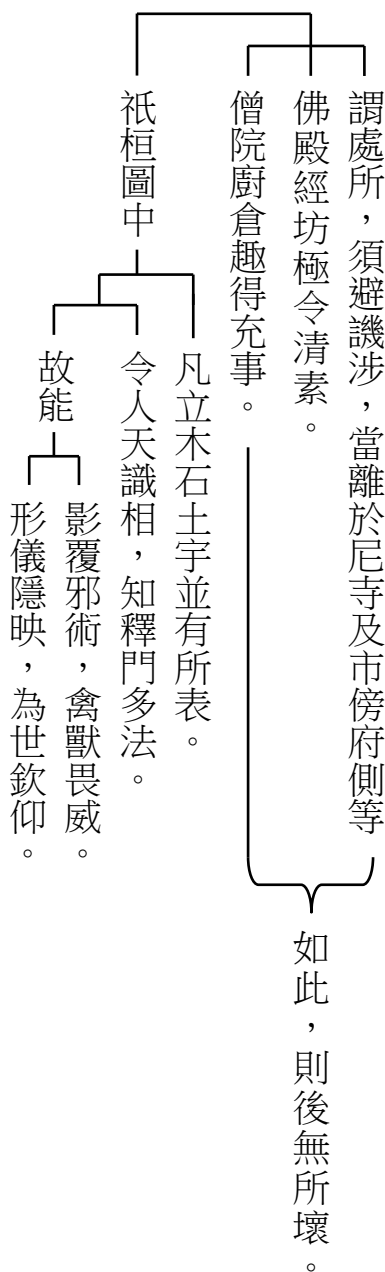 謂處所，須避譏涉，當離於尼寺及市傍府側等
佛殿經坊極令清素。
僧院廚倉趣得充事。
如此，則後無所壞。
祇桓圖中
凡立木石土宇並有所表。
令人天識相，知釋門多法。
故能
影覆邪術，禽獸畏威。
形儀隱映，為世欽仰。